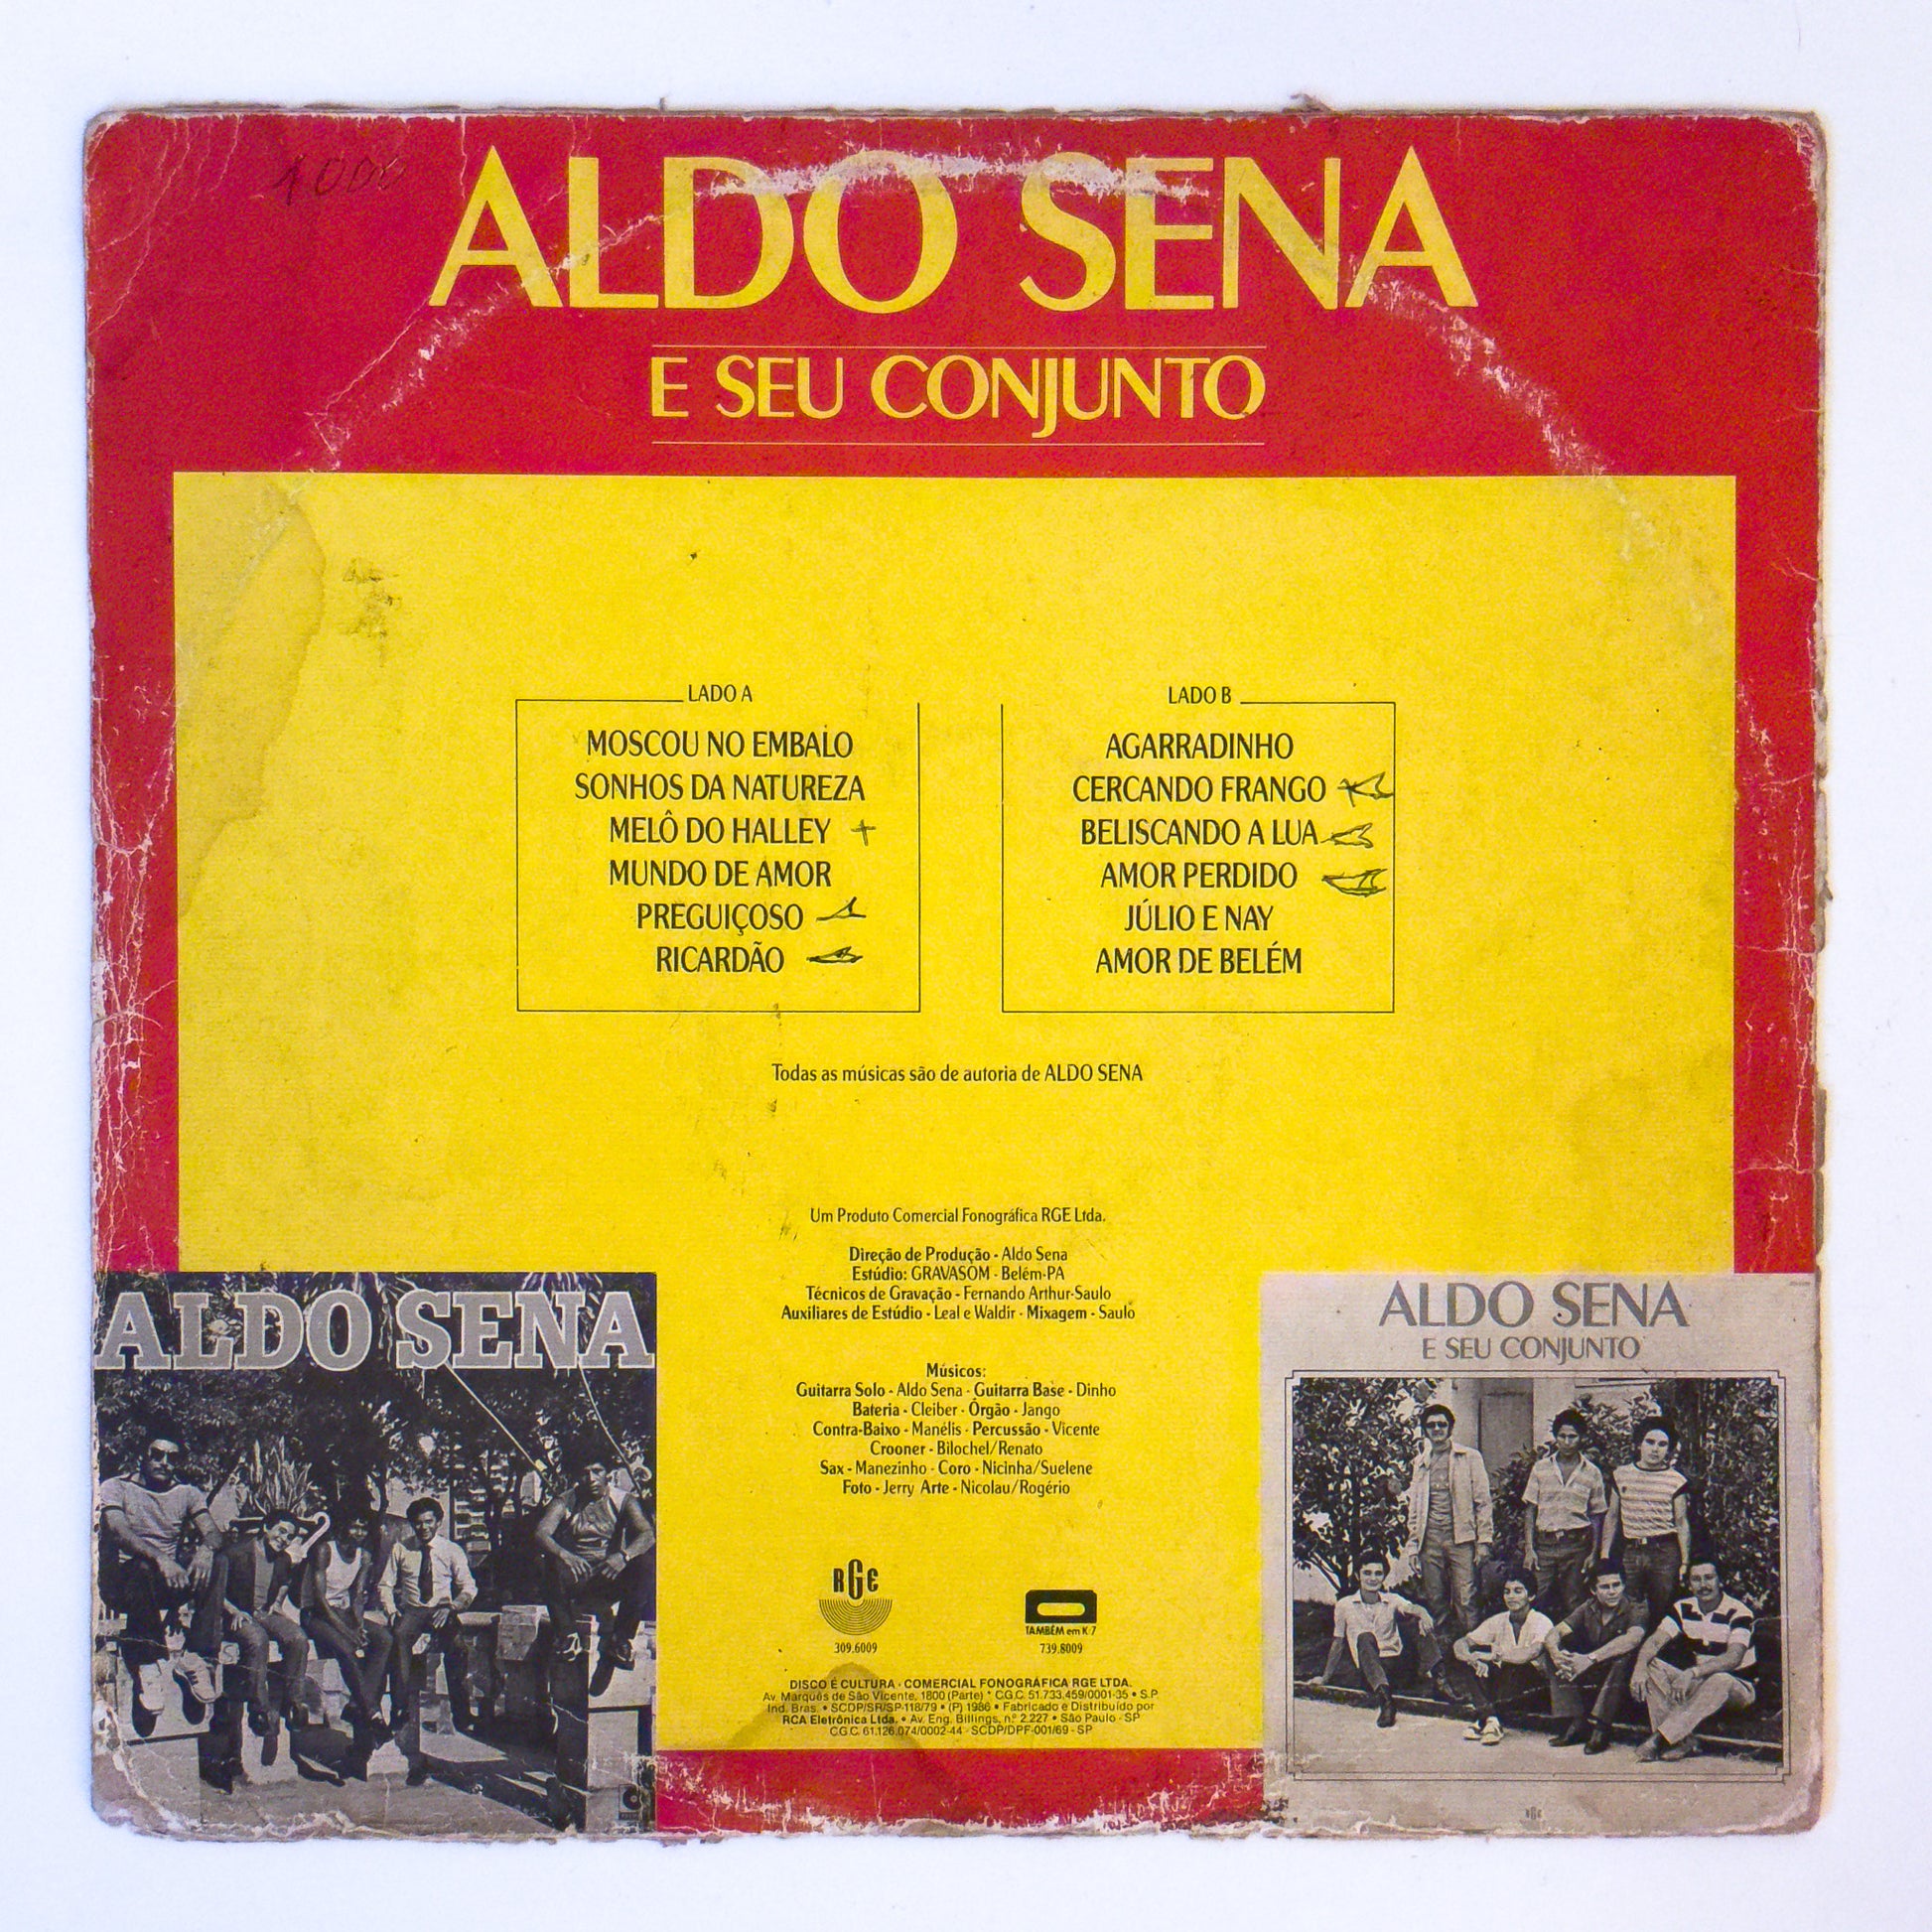 1000
ALDO SENA
E SEU CONJUNTO
LADO A
MOSCOU NO EMBALO
SONHOS DA NATUREZA
MELÔ DO HALLEY
MUNDO DE AMOR
PREGUIÇOSO
RICARDÃO
LADO B
AGARRADINHO
CERCANDO FRANGO
BELISCANDO A LUA
AMOR PERDIDO
JÚLIO E NAY
AMOR DE BELÉM
Todas as músicas são de autoria de ALDO SENA
Um Produto Comercial Fonográfica RGE Ltda.
Direção de Produção - Aldo Sena
Estúdio: GRAVASOM - Belém-PA
Técnicos de Gravação - Fernando Arthur-Saulo
Auxiliares de Estúdio - Leal e Waldir - Mixagem - Saulo
Músicos:
Guitarra Solo - Aldo Sena - Guitarra Base - Dinho
Bateria - Cleiber - Órgão - Jango
Contra-Baixo - Manélis - Percussão - Vicente
Crooner - Bilochel/Renato
Sax - Manezinho - Coro - Nicinha/Suelene
Foto - Jerry Arte - Nicolau/Rogério
RGE
309.6009
TAMBÉM em K-7
739.8009
DISCO É CULTURA - COMERCIAL FONOGRÁFICA RGE LTDA.
Av. Marquês de São Vicente, 1800 (Parte) * C.G.C. 51.733.459/0001-35 • S.P.
Ind. Bras. • SCDP/SR/SP-118/79 • (P) 1986 • Fabricado e Distribuído por
RCA Eletrônica Ltda. • Av. Eng. Billings, n.º 2.227 • São Paulo - SP
C.G.C. 61.126.074/0002-44 - SCDP/DPF-001/69 - SP
ALDO SENA
ALDO SENA
E SEU CONJUNTO
RGE